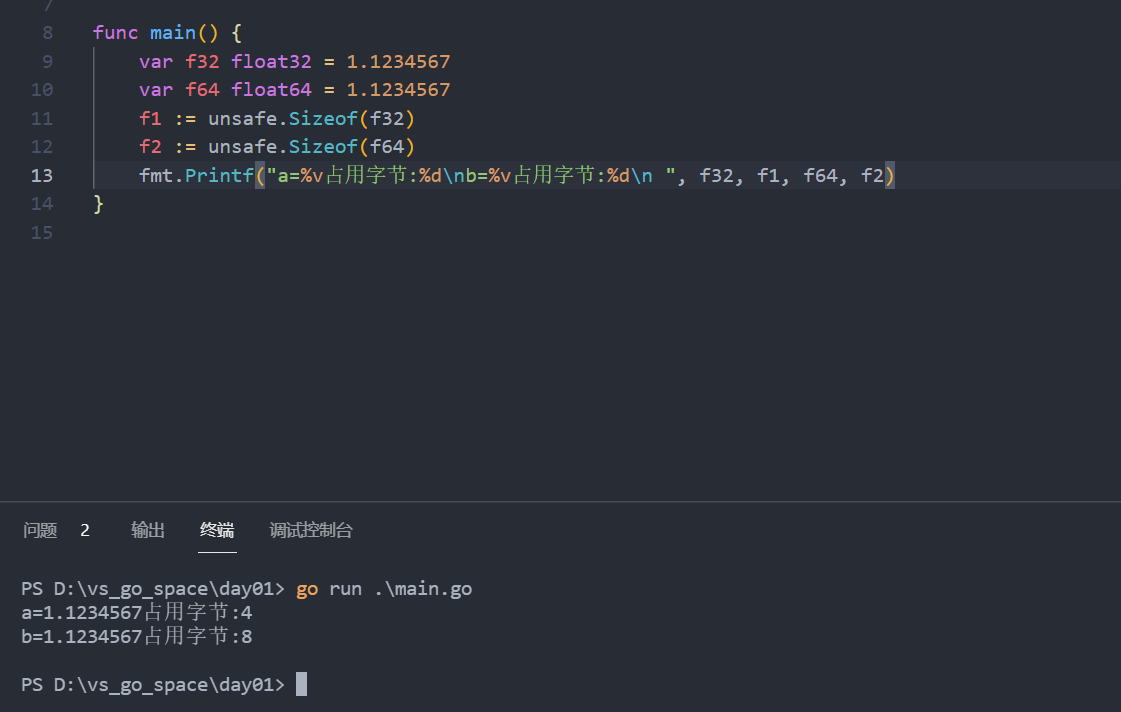 7
8 func main() {
9 var f32 float32 = 1.1234567
10 var f64 float64 = 1.1234567
11 f1 := unsafe.Sizeof(f32)
12 f2 := unsafe.Sizeof(f64)
13 fmt.Printf("a=%v占用字节:%d\nb=%v占用字节:%d\n ", f32, f1, f64, f2)
14 }
15
问题 2 输出 终端 调试控制台
PS D:\vs_go_space\day01> go run .\main.go
a=1.1234567占用字节:4
b=1.1234567占用字节:8
PS D:\vs_go_space\day01>